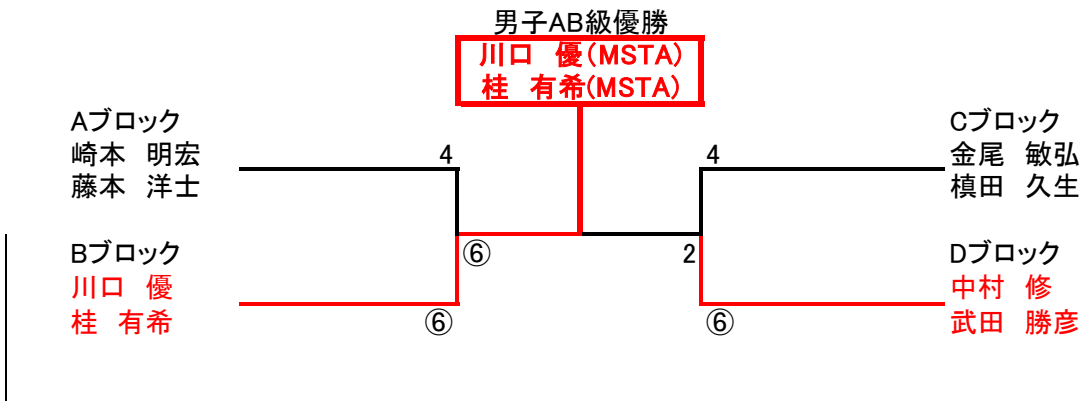 男子AB級優勝
川口　優(MSTA)
桂　有希(MSTA)
Aブロック
崎本　明宏
藤本　洋士
4
4
Cブロック
金尾　敏弘
槙田　久生
Bブロック
川口　優
桂　有希
⑥
2
Dブロック
中村　修
武田　勝彦
⑥
⑥